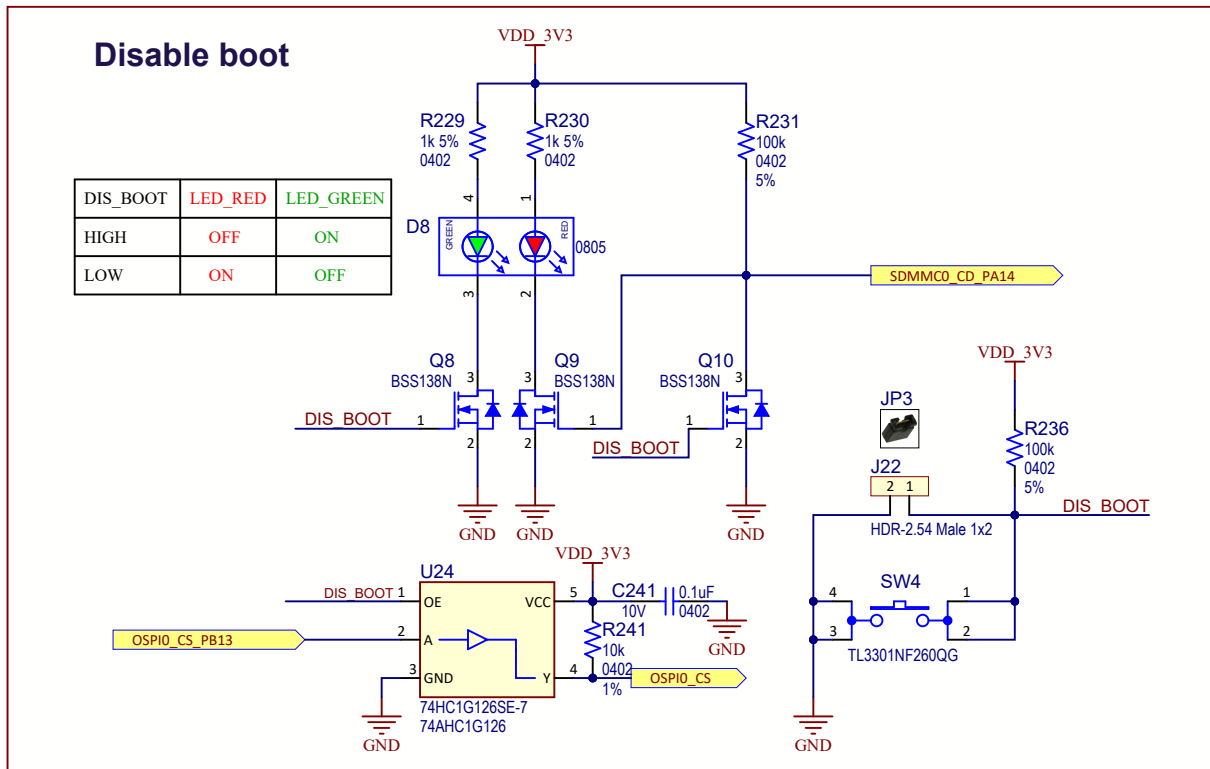 Disable boot
VDD_3V3
R229
1k 5%
0402
R230
1k 5%
0402
R231
100k
0402
5%
DIS_BOOT LED_RED LED_GREEN
HIGH OFF ON
LOW ON OFF
4
1
D8
GREEN
RED
0805
3
2
SDMMC0_CD_PA14
Q8
BSS138N
3
1
2
DIS_BOOT
Q9
BSS138N
3
1
2
Q10
BSS138N
3
1
2
DIS_BOOT
GND
GND
GND
VDD_3V3
JP3
R236
100k
0402
5%
J22
2 1
HDR-2.54 Male 1x2
DIS_BOOT
SW4
4
3
1
2
TL3301NF260QG
GND
VDD_3V3
U24
DIS_BOOT
1
OE
VCC
5
C241
10V
0.1uF
0402
GND
OSPI0_CS_PB13
2
A
R241
10k
0402
1%
3
GND
Y
4
OSPI0_CS
74HC1G126SE-7
74AHC1G126
GND